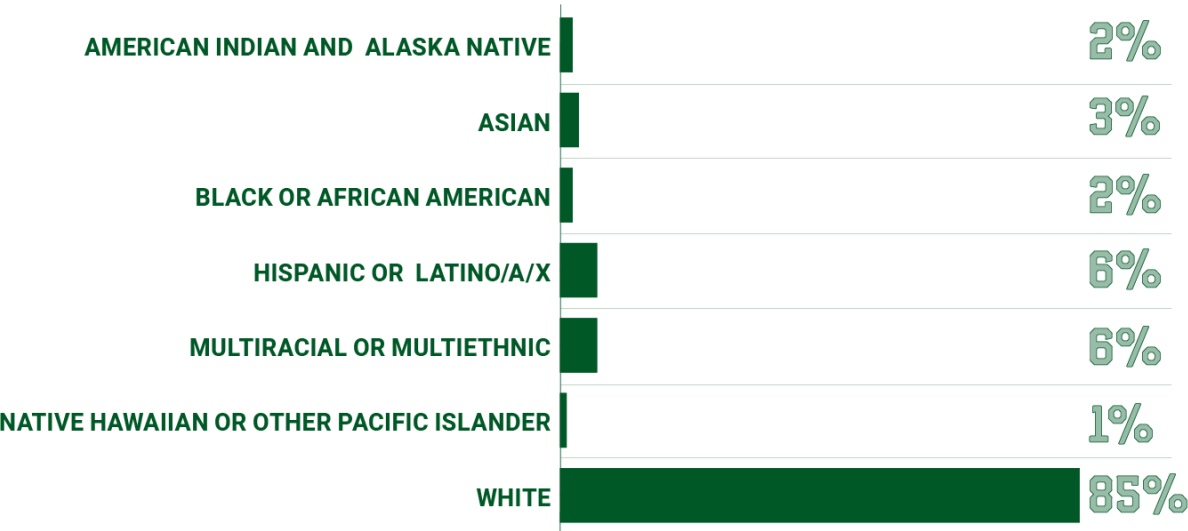 AMERICAN INDIAN AND ALASKA NATIVE 2%
ASIAN 3%
BLACK OR AFRICAN AMERICAN 2%
HISPANIC OR LATINO/A/X 6%
MULTIRACIAL OR MULTIETHNIC 6%
NATIVE HAWAIIAN OR OTHER PACIFIC ISLANDER 1%
WHITE 85%